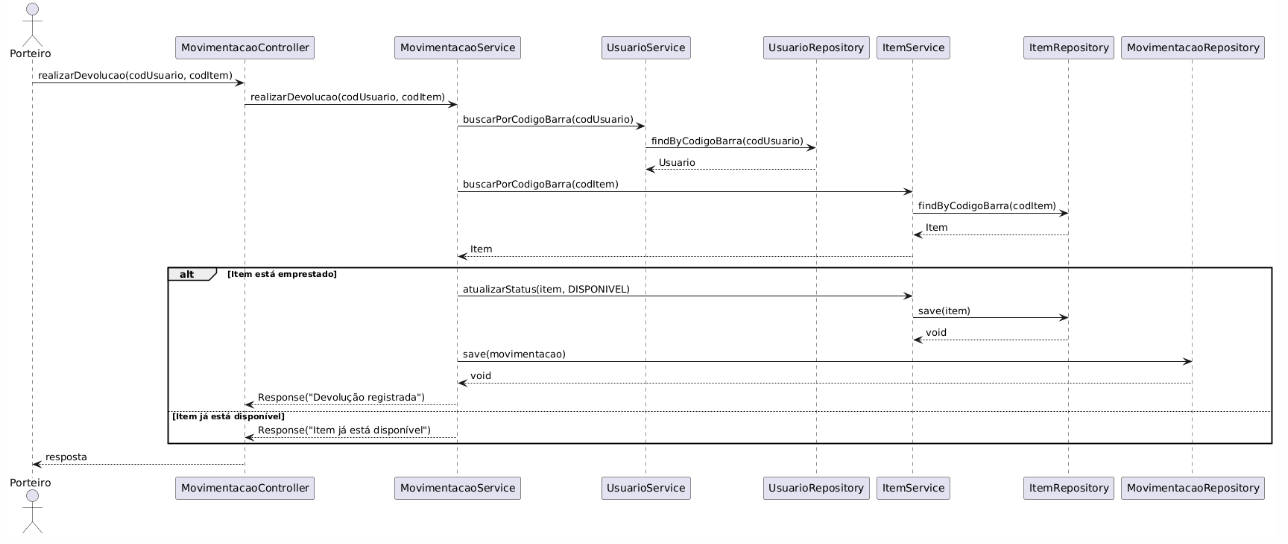 Porteiro
MovimentacaoController
MovimentacaoService
UsuarioService
UsuarioRepository
ItemService
ItemRepository
MovimentacaoRepository
realizarDevolucao(codUsuario, codItem)
realizarDevolucao(codUsuario, codItem)
buscarPorCodigoBarra(codUsuario)
findByCodigoBarra(codUsuario)
Usuario
buscarPorCodigoBarra(codItem)
findByCodigoBarra(codItem)
Item
Item
alt
[Item está emprestado]
atualizarStatus(item, DISPONIVEL)
save(item)
void
save(movimentacao)
void
Response("Devolução registrada")
[Item já está disponível]
Response("Item já está disponível")
resposta
Porteiro
MovimentacaoController
MovimentacaoService
UsuarioService
UsuarioRepository
ItemService
ItemRepository
MovimentacaoRepository